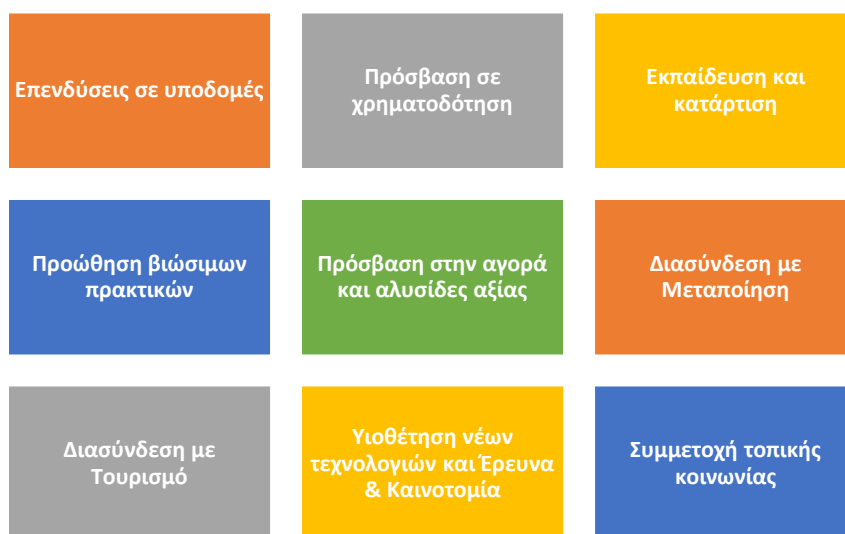 Επενδύσεις σε υποδομές
Πρόσβαση σε
χρηματοδότηση
Εκπαίδευση και
κατάρτιση
Προώθηση βιώσιμων
πρακτικών
Πρόσβαση στην αγορά
και αλυσίδες αξίας
Διασύνδεση με
Μεταποίηση
Διασύνδεση με
Τουρισμό
Υιοθέτηση νέων
τεχνολογιών και Έρευνα
& Καινοτομία
Συμμετοχή τοπικής
κοινωνίας